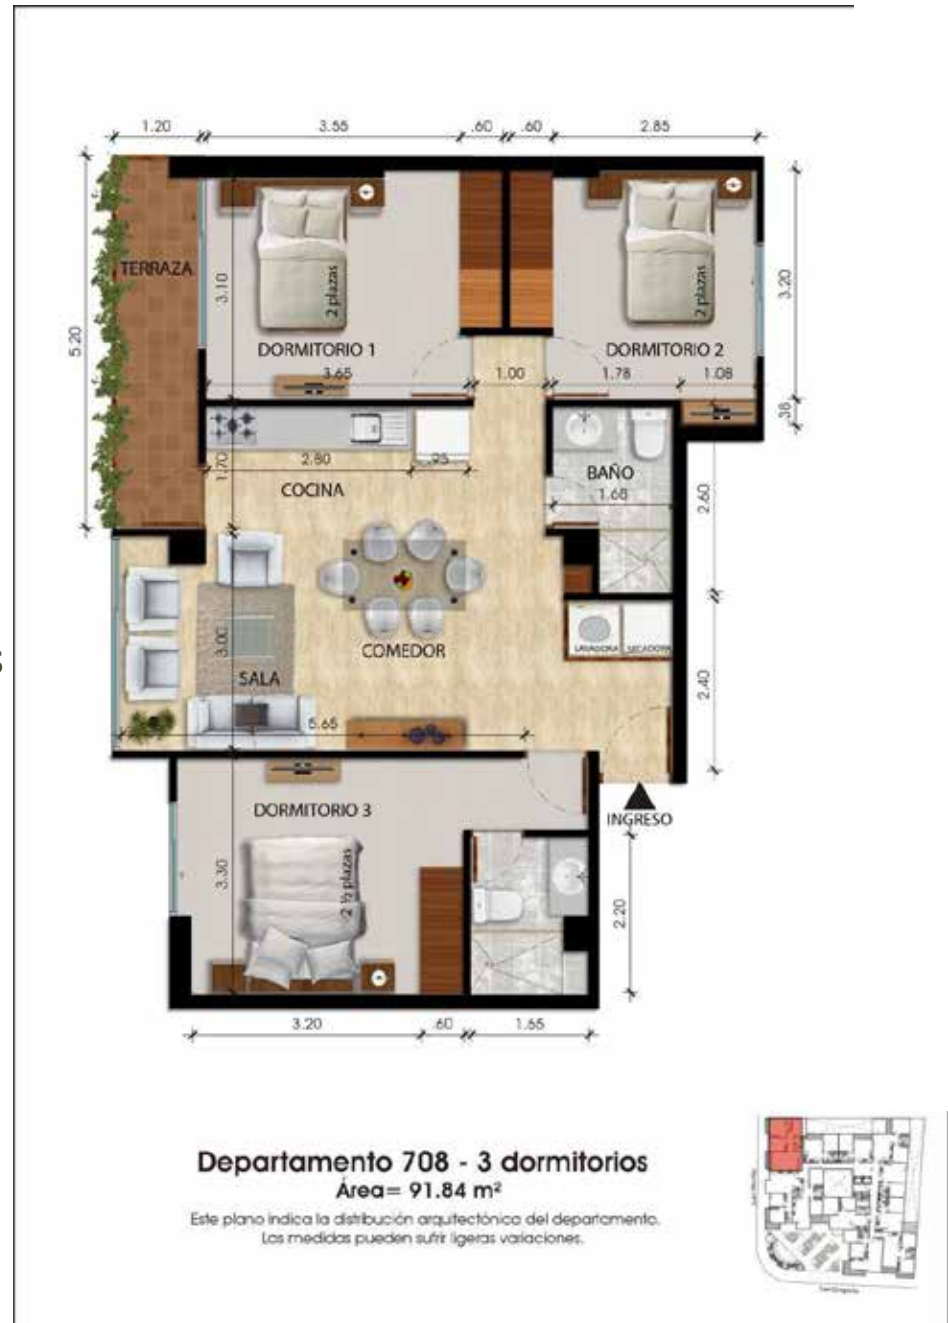 1.20 3.55 .60 .60 2.85
TERRAZA
5.20
3.10
2 plazas
DORMITORIO 1
3.65
1.00
2 plazas
DORMITORIO 2
1.78 1.08
3.20
.38
1.70
2.80 .95
COCINA
BAÑO
1.68
2.60
3.00
COMEDOR
SALA
5.65
LAVADORA SECADORA
2.40
INGRESO
DORMITORIO 3
3.30
2 ½ plazas
2.20
3.20 .60 1.55
Departamento 708 - 3 dormitorios
Área= 91.84 m²
Este plano indica la distribución arquitectónica del departamento.
Las medidas pueden sufrir ligeras variaciones.